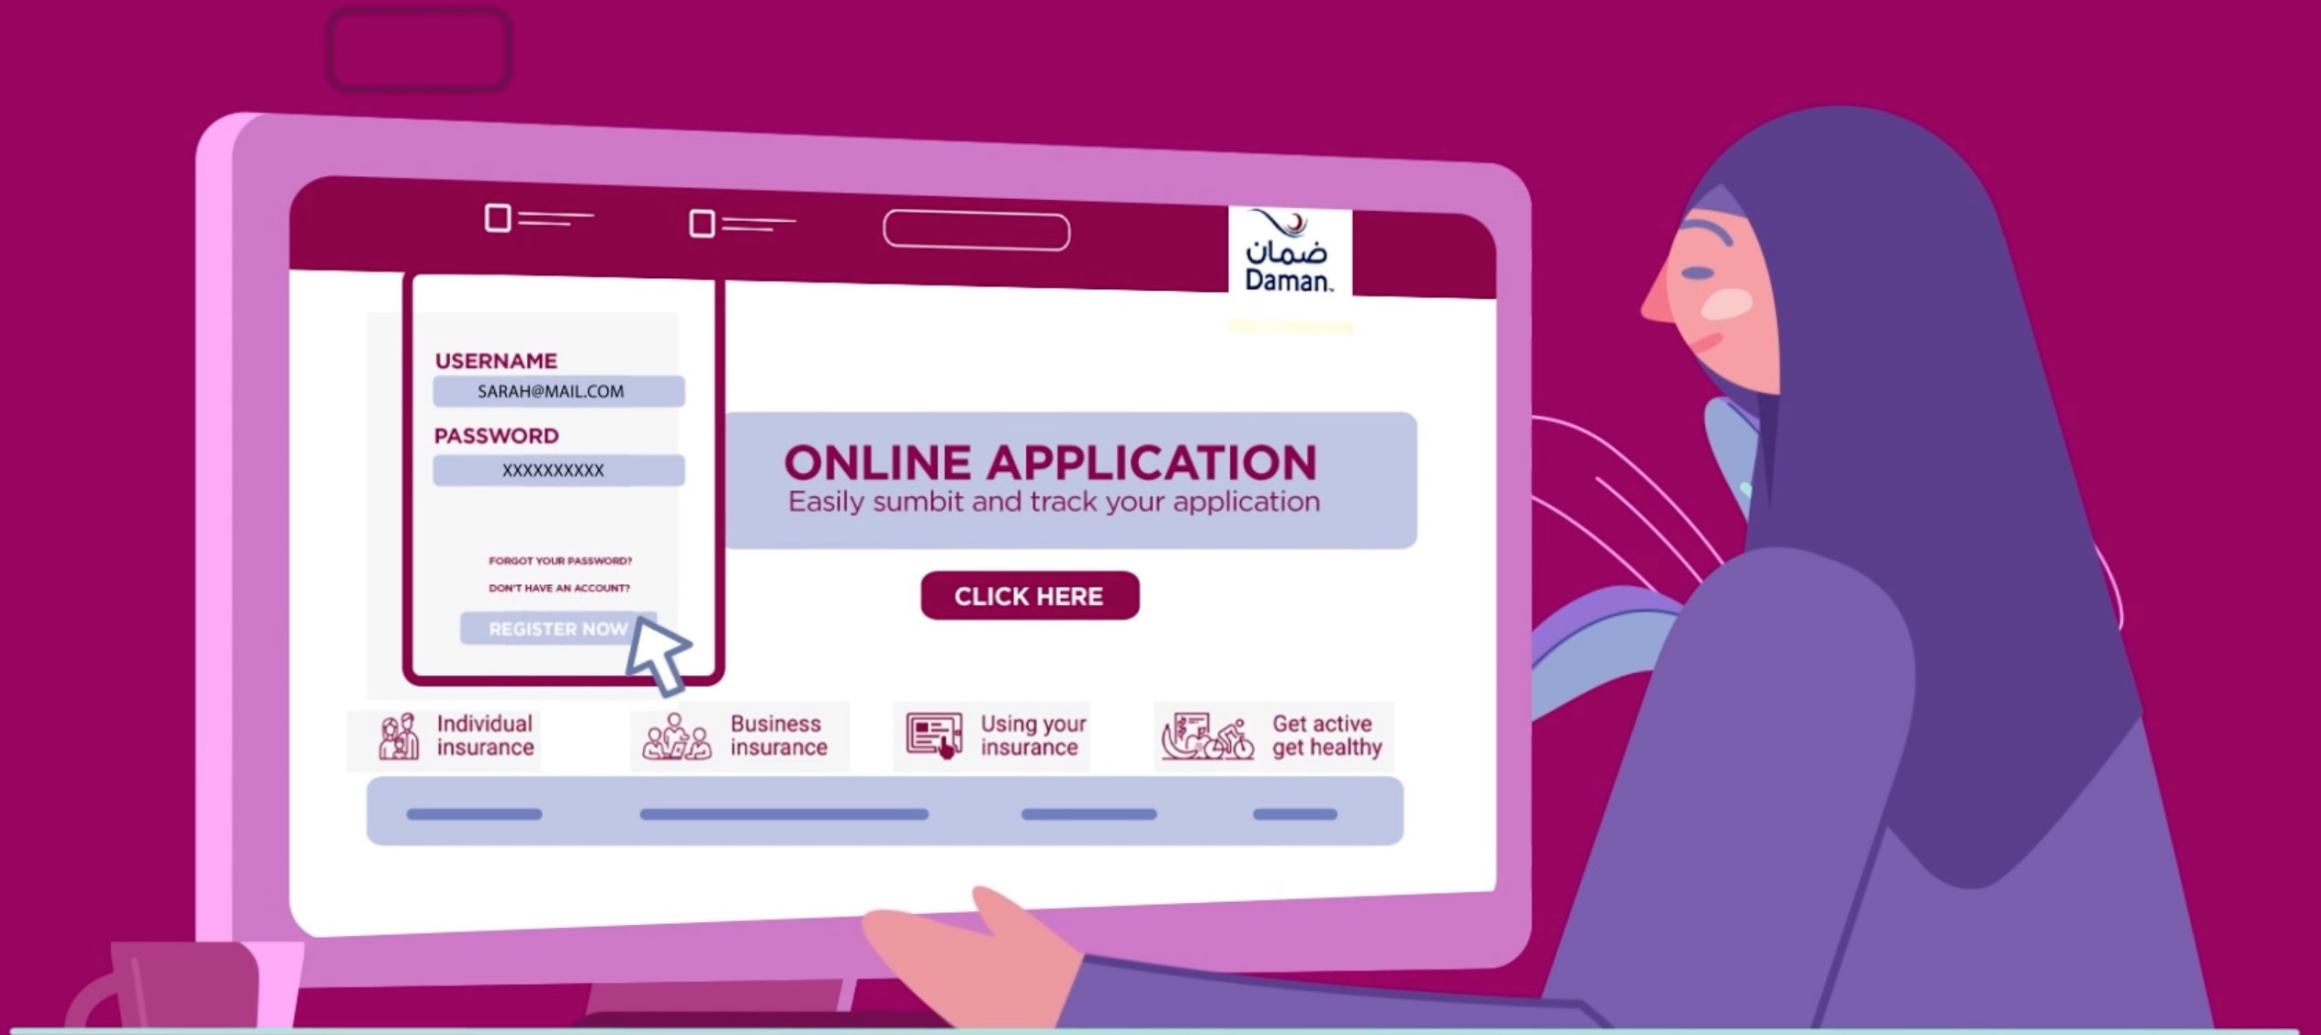 ضمان
Daman
USERNAME
SARAH@MAIL.COM
PASSWORD
XXXXXXXXXX
FORGOT YOUR PASSWORD?
DON'T HAVE AN ACCOUNT?
REGISTER NOW
ONLINE APPLICATION
Easily sumbit and track your application
CLICK HERE
Individual
insurance
Business
insurance
Using your
insurance
Get active
get healthy